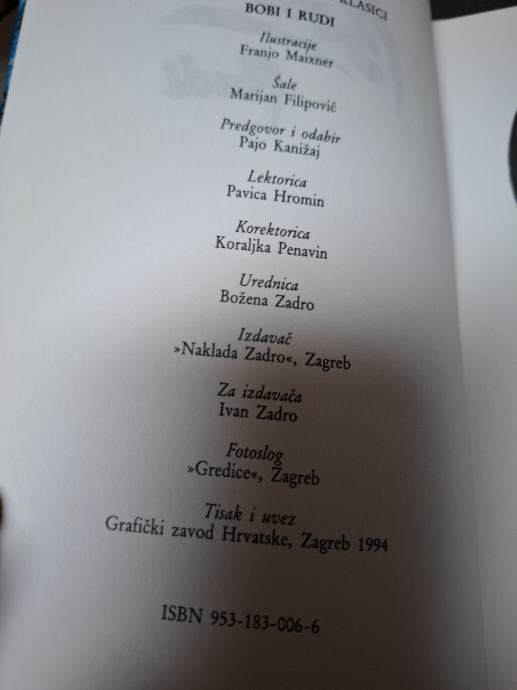 KLASICI
BOBI I RUDI
Ilustracije
Franjo Maixner
Šale
Marijan Filipović
Predgovor i odabir
Pajo Kanižaj
Lektorica
Pavica Hromin
Korektorica
Koraljka Penavin
Urednica
Božena Zadro
Izdavač
»Naklada Zadro«, Zagreb
Za izdavača
Ivan Zadro
Fotoslog
»Gredice«, Zagreb
Tisak i uvez
Grafički zavod Hrvatske, Zagreb 1994
ISBN 953-183-006-6